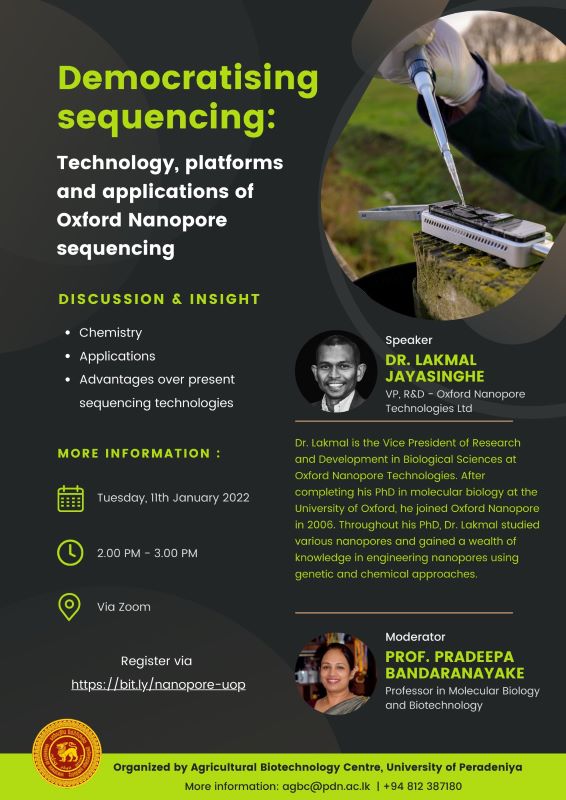 Democratising
sequencing:
Technology, platforms
and applications of
Oxford Nanopore
sequencing
DISCUSSION & INSIGHT
• Chemistry
• Applications
• Advantages over present
sequencing technologies
MORE INFORMATION :
Tuesday, 11th January 2022
2.00 PM - 3.00 PM
Via Zoom
Register via
https://bit.ly/nanopore-uop
Speaker
DR. LAKMAL
JAYASINGHE
VP, R&D - Oxford Nanopore
Technologies Ltd
Dr. Lakmal is the Vice President of Research
and Development in Biological Sciences at
Oxford Nanopore Technologies. After
completing his PhD in molecular biology at the
University of Oxford, he joined Oxford Nanopore
in 2006. Throughout his PhD, Dr. Lakmal studied
various nanopores and gained a wealth of
knowledge in engineering nanopores using
genetic and chemical approaches.
Moderator
PROF. PRADEEPA
BANDARANAYAKE
Professor in Molecular Biology
and Biotechnology
Organized by Agricultural Biotechnology Centre, University of Peradeniya
More information: agbc@pdn.ac.lk | +94 812 387180